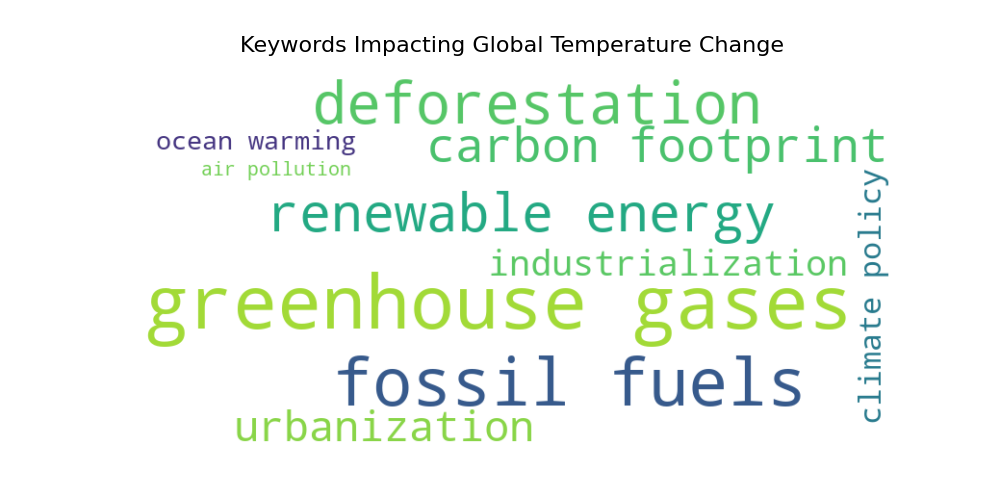 Keywords Impacting Global Temperature Change
deforestation
ocean warming
carbon footprint
air pollution
climate policy
renewable energy
industrialization
greenhouse gases
fossil fuels
urbanization